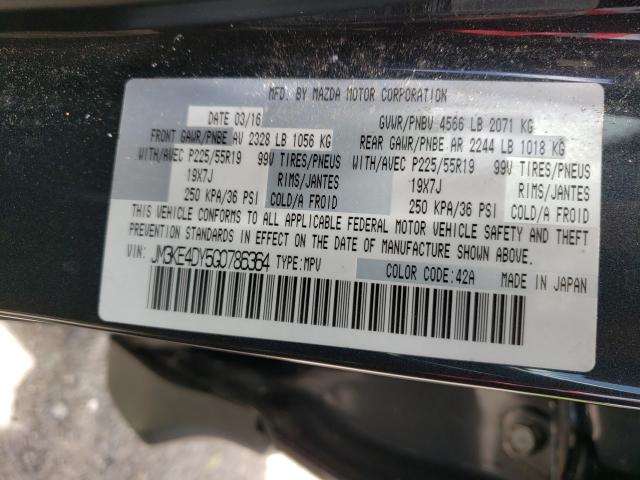 MFD. BY MAZDA MOTOR CORPORATION
DATE 03/16 GVWR/PNBV 4566 LB 2071 KG
FRONT GAWR/PNBE AV 2328 LB 1056 KG REAR GAWR/PNBE AR 2244 LB 1018 KG
WITH/AVEC P225/55R19 99V TIRES/PNEUS WITH/AVEC P225/55R19 99V TIRES/PNEUS
19X7J RIMS/JANTES 19X7J RIMS/JANTES
250 KPA/36 PSI COLD/A FROID 250 KPA/36 PSI COLD/A FROID
THIS VEHICLE CONFORMS TO ALL APPLICABLE FEDERAL MOTOR VEHICLE SAFETY AND THEFT
PREVENTION STANDARDS IN EFFECT ON THE DATE OF MANUFACTURE SHOWN ABOVE.
VIN: JM3KE4DY5G0786364 TYPE:MPV COLOR CODE:42A MADE IN JAPAN